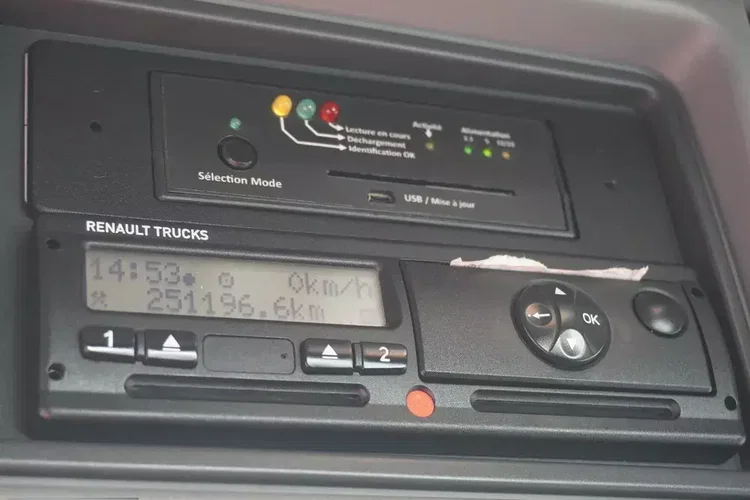 Lecture en cours
Déchargement
Identification OK
Activité
Alimentation
Sélection Mode
USB / Mise à jour
RENAULT TRUCKS
14:53 0km/h
251196.6km
1
2
OK